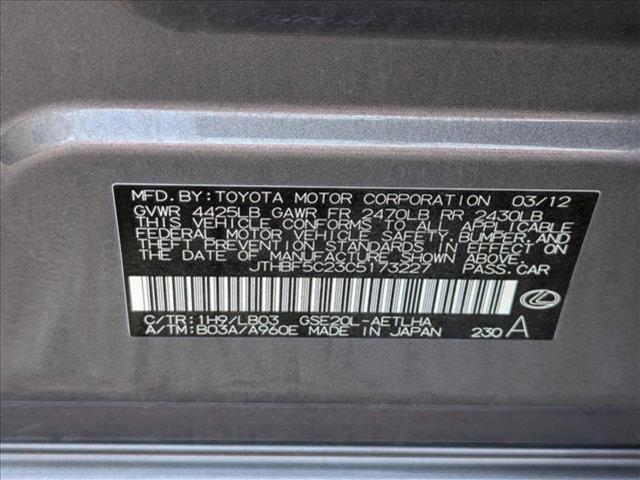 MFD. BY: TOYOTA MOTOR CORPORATION 03/12
GVWR 4425LB GAWR FR 2470LB RR 2430LB
THIS VEHICLE CONFORMS TO ALL APPLICABLE
FEDERAL MOTOR VEHICLE SAFETY, BUMPER, AND
THEFT PREVENTION STANDARDS IN EFFECT ON
THE DATE OF MANUFACTURE SHOWN ABOVE.
JTHBF5C23C5173227 PASS.CAR
C/TR: 1H9/LB03 GSE20L-AETLHA
A/TM: B03A/A960E MADE IN JAPAN 230 A